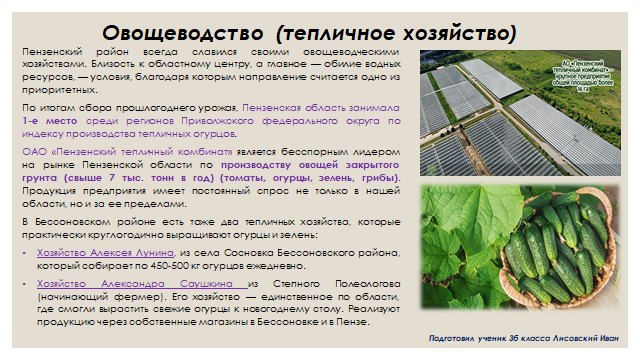 Овощеводство (тепличное хозяйство)
Пензенский район всегда славился своими овощеводческими
хозяйствами. Близость к областному центру, а главное — обилие водных
ресурсов, — условия, благодаря которым направление считается одно из
приоритетных.
По итогам сбора прошлогоднего урожая, Пензенская область занимала
1-е место среди регионов Приволжского федерального округа по
индексу производства тепличных огурцов.
ОАО «Пензенский тепличный комбинат» является бесспорным лидером
на рынке Пензенской области по производству овощей закрытого
грунта (свыше 7 тыс. тонн в год) (томаты, огурцы, зелень, грибы).
Продукция предприятия имеет постоянный спрос не только в нашей
области, но и за ее пределами.
В Бессоновском районе есть таже два тепличных хозяйства, которые
практически круглогодично выращивают огурцы и зелень:
• Хозяйство Алексея Лунина, из села Сосновка Бессоновского района,
который собирает по 450-500 кг огурцов ежедневно.
• Хозяйство Александра Саушкина из Степного Полеологова
(начинающий фермер). Его хозяйство — единственное по области,
где смогли вырастить свежие огурцы к новогоднему столу. Реализуют
продукцию через собственные магазины в Бессоновке и в Пензе.
АО «Пензенский
тепличный комбинат» -
крупное предприятие
общей площадью более
16 га
Подготовил ученик 3б класса Лисовский Иван